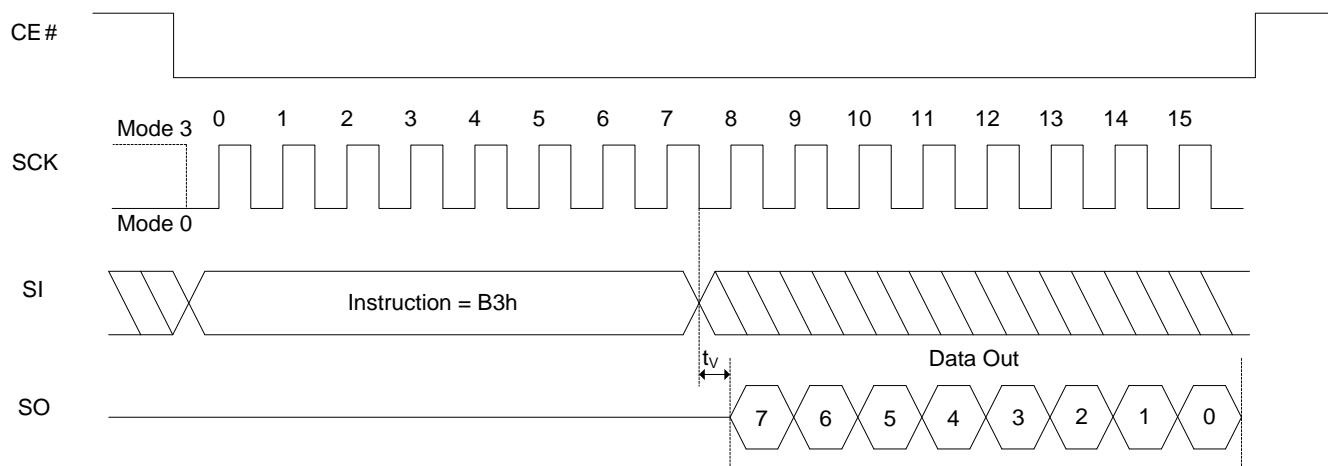 CE #
Mode 3 0 1 2 3 4 5 6 7 8 9 10 11 12 13 14 15
SCK
Mode 0
SI Instruction = B3h
tV Data Out
SO 7 6 5 4 3 2 1 0